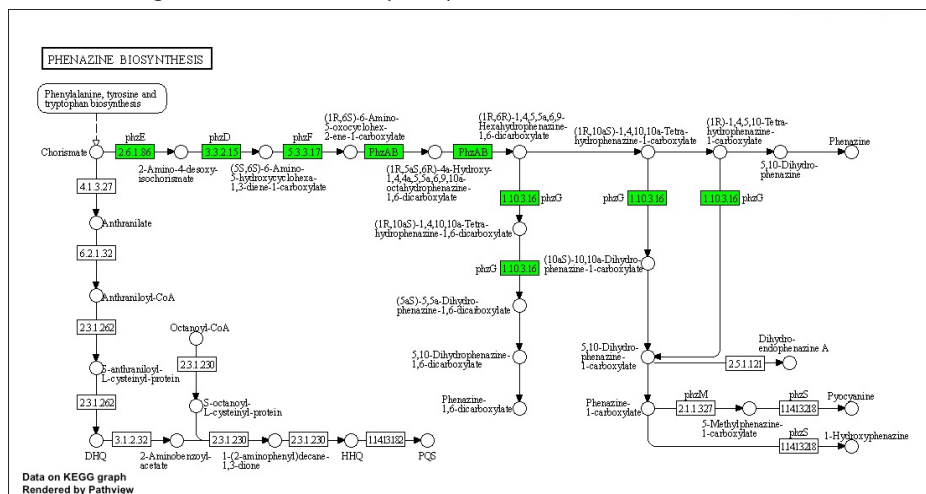 PHENAZINE BIOSYNTHESIS
Phenylalanine, tyrosine and
tryptophan biosynthesis
Chorismate
phzE
2.6.1.86
2-Amino-4-desoxy-
isochorismate
phzD
3.3.2.15
(5S,6S)-6-Amino-
5-hydroxycyclohexa-
1,3-diene-1-carboxylate
phzF
5.3.3.17
(1R,6S)-6-Amino-
5-oxocyclohex-
2-ene-1-carboxylate
PhzAB
(1R,5aS,6R)-4a-Hydroxy-
1,4,4a,5,5a,6,9,10a-
octahydrophenazine-
1,6-dicarboxylate
PhzAB
(1R,6R)-1,4,5,5a,6,9-
Hexahydrophenazine-
1,6-dicarboxylate
(1R,10aS)-1,4,10,10a-Tetra-
hydrophenazine-1-carboxylate
(1R)-1,4,5,10-Tetra-
hydrophenazine-
1-carboxylate
5,10-Dihydro-
phenazine
Phenazine
1.10.3.16 phzG
1.10.3.16 phzG
1.10.3.16 phzG
(1R,10aS)-1,4,10,10a-Tetra-
hydrophenazine-1,6-dicarboxylate
phzG 1.10.3.16
(10aS)-10,10a-Dihydro-
phenazine-1-carboxylate
(5aS)-5,5a-Dihydro-
phenazine-1,6-dicarboxylate
5,10-Dihydrophenazine-
1,6-dicarboxylate
Phenazine-
1,6-dicarboxylate
5,10-Dihydro-
phenazine-
1-carboxylate
2.5.1.121
Dihydro-
endophenazine A
Phenazine-
1-carboxylate
phzM
2.1.1.327
5-Methylphenazine-
1-carboxylate
phzS
1.14.13.218
Pyocyanine
phzS
1.14.13.218
1-Hydroxyphenazine
4.1.3.27
Anthranilate
6.2.1.32
Anthraniloyl-CoA
2.3.1.262
S-anthraniloyl-
L-cysteinyl-protein
2.3.1.262
Octanoyl-CoA
2.3.1.230
S-octanoyl-
L-cysteinyl-protein
DHQ
3.1.2.32
2-Aminobenzoyl-
acetate
2.3.1.230
1-(2-aminophenyl)decane-
1,3-dione
2.3.1.230
HHQ
1.14.13.182
PQS
Data on KEGG graph
Rendered by Pathview